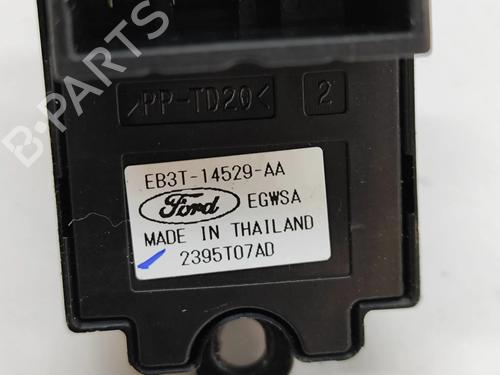 >PP-TD20<
2
EB3T-14529-AA
Ford EGWSA
MADE IN THAILAND
2395T07AD
B-PARTS